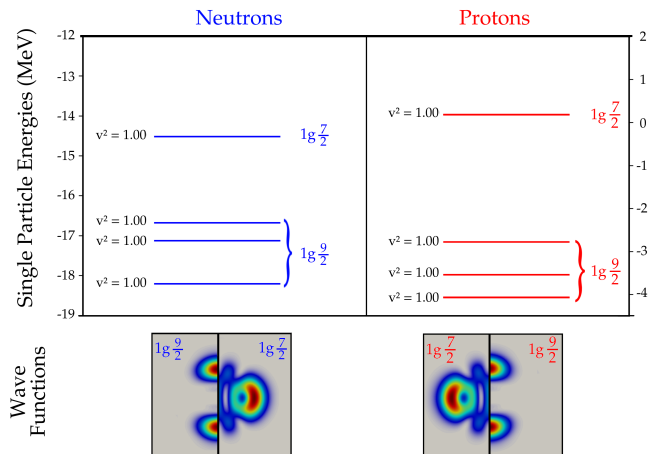 Neutrons Protons
Single Particle Energies (MeV)
-12
-13
-14
-15
-16
-17
-18
-19
v² = 1.00 1g 7/2
v² = 1.00
v² = 1.00 1g 9/2
v² = 1.00
v² = 1.00 1g 7/2
v² = 1.00
v² = 1.00 1g 9/2
v² = 1.00
2
1
0
-1
-2
-3
-4
Wave
Functions
1g 9/2 1g 7/2
1g 7/2 1g 9/2